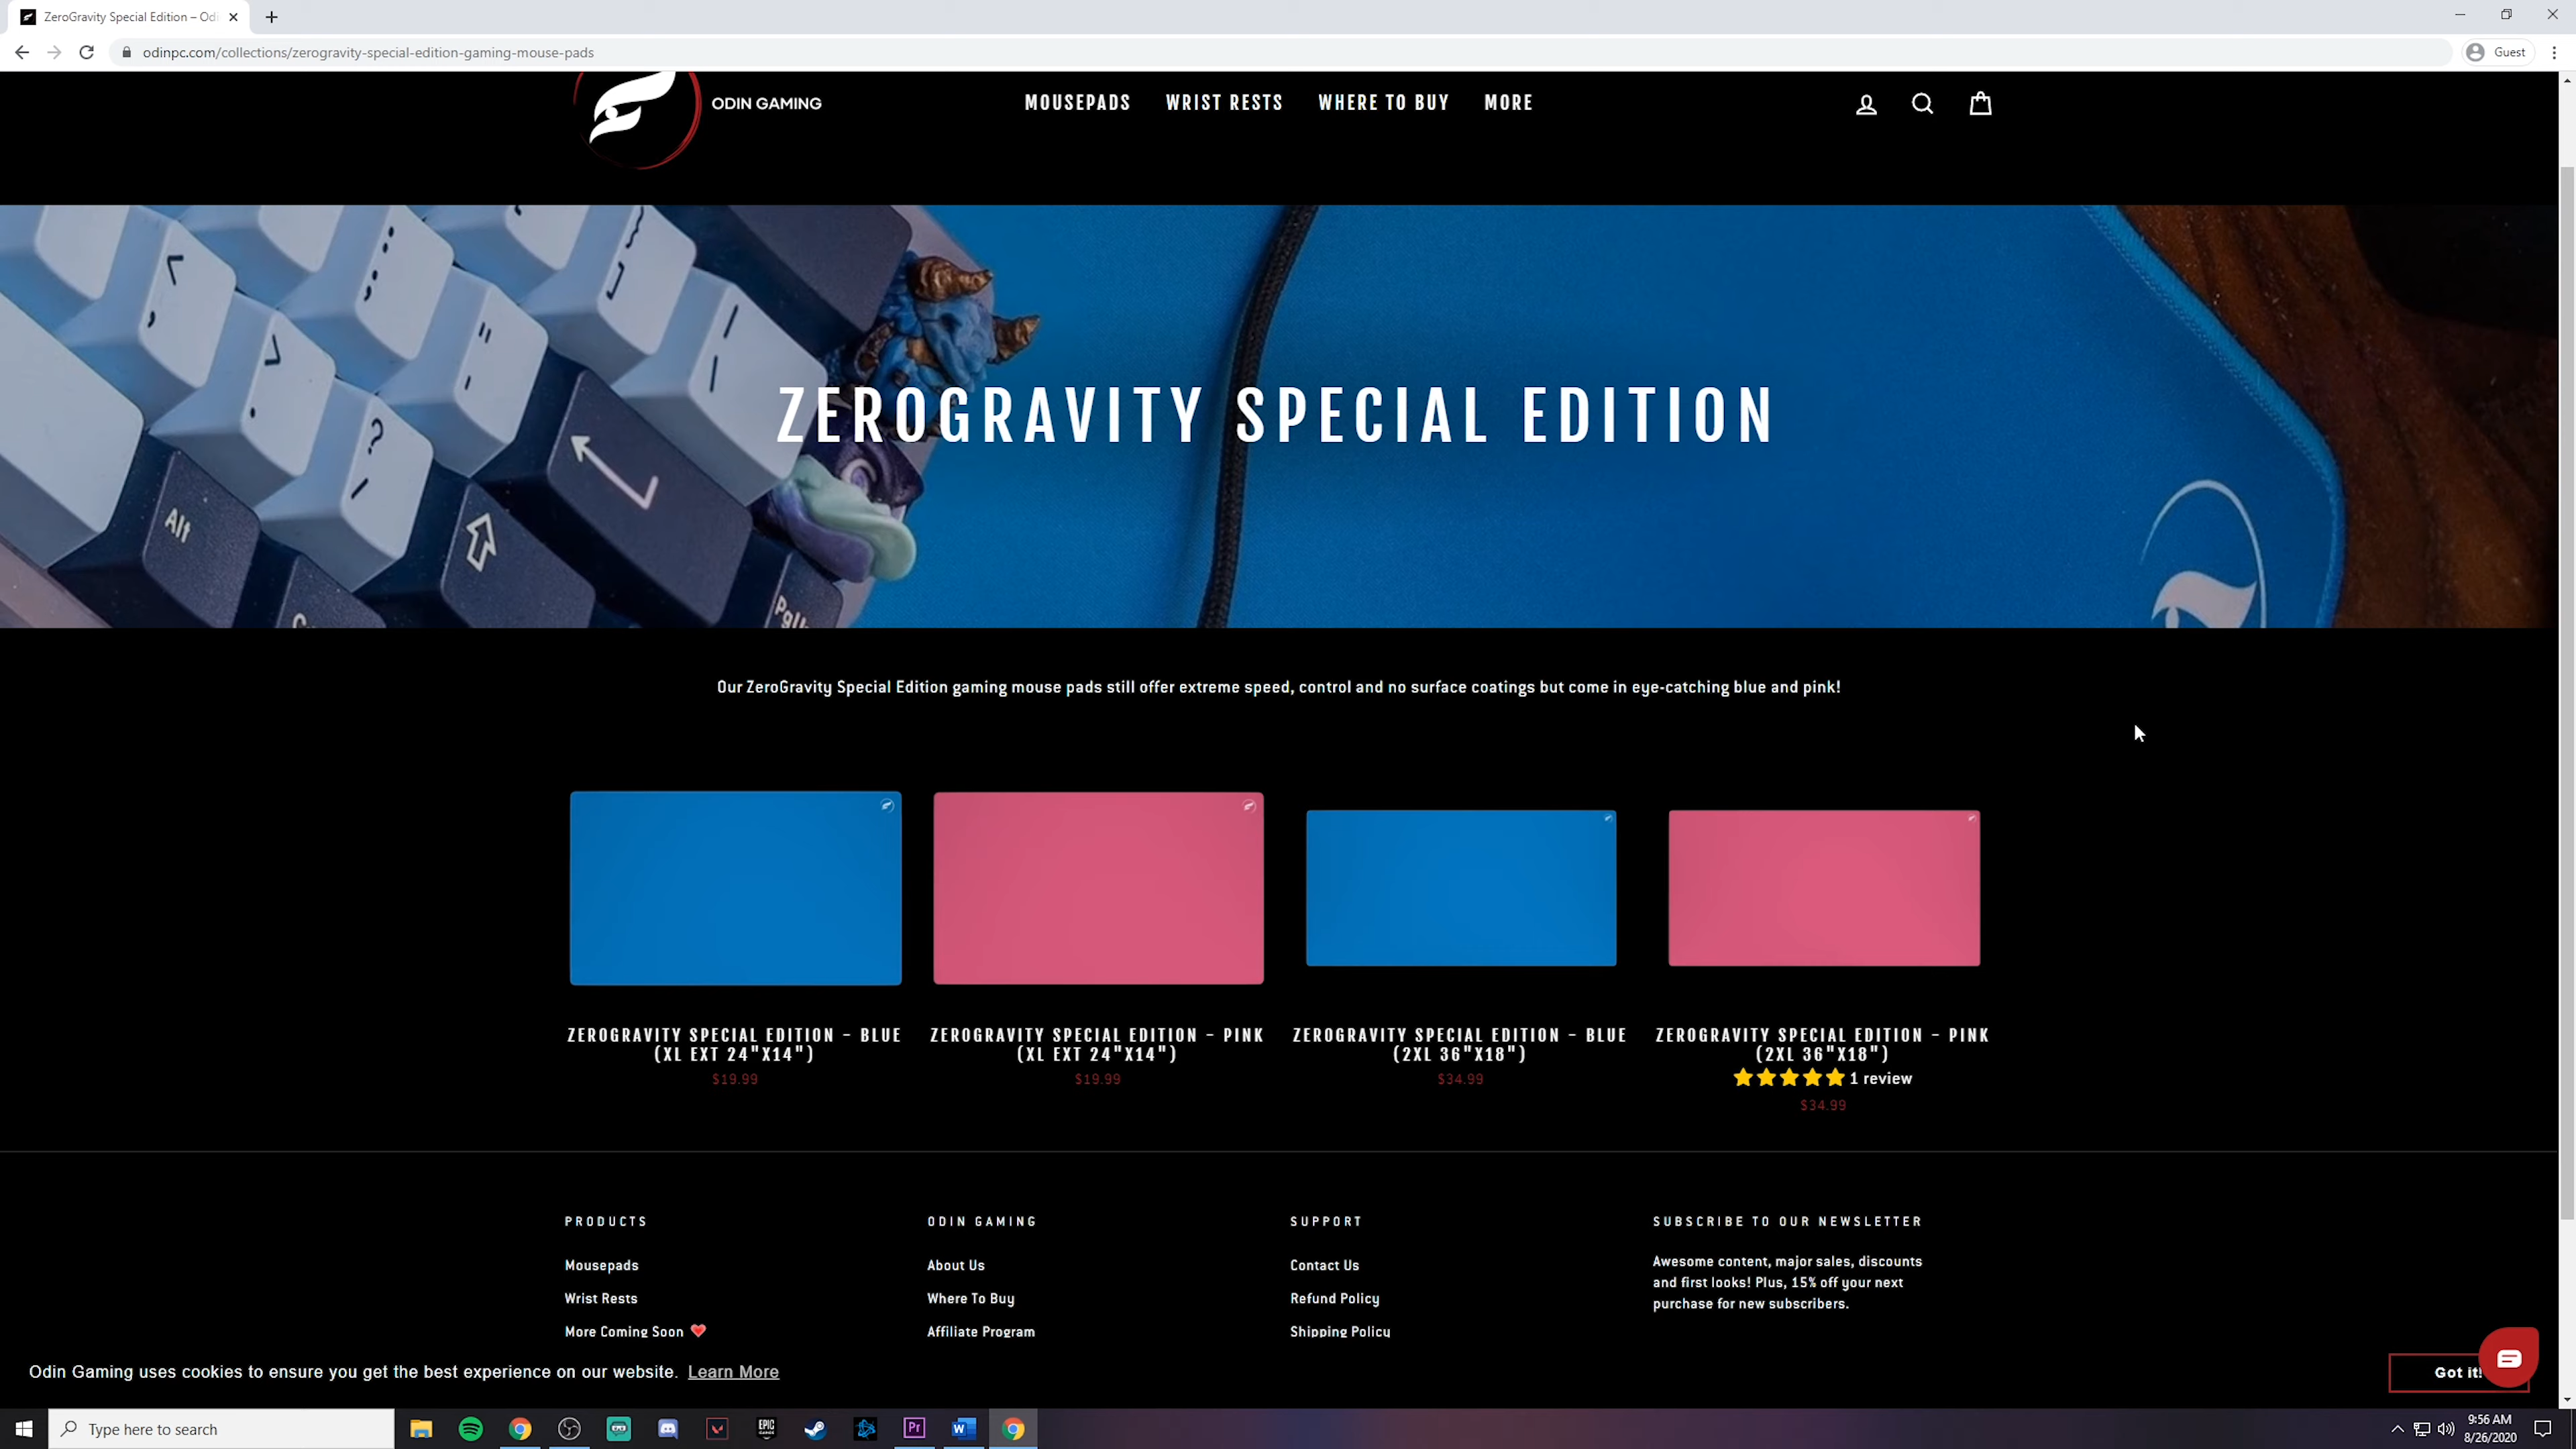 ZeroGravity Special Edition – Odi
odinpc.com/collections/zerogravity-special-edition-gaming-mouse-pads
Guest
ODIN GAMING
MOUSEPADS
WRIST RESTS
WHERE TO BUY
MORE
ZEROGRAVITY SPECIAL EDITION
Alt
Our ZeroGravity Special Edition gaming mouse pads still offer extreme speed, control and no surface coatings but come in eye-catching blue and pink!
ZEROGRAVITY SPECIAL EDITION - BLUE
(XL EXT 24"X14")
$19.99
ZEROGRAVITY SPECIAL EDITION - PINK
(XL EXT 24"X14")
$19.99
ZEROGRAVITY SPECIAL EDITION - BLUE
(2XL 36"X18")
$34.99
ZEROGRAVITY SPECIAL EDITION - PINK
(2XL 36"X18")
1 review
$34.99
PRODUCTS
Mousepads
Wrist Rests
More Coming Soon ❤️
ODIN GAMING
About Us
Where To Buy
Affiliate Program
SUPPORT
Contact Us
Refund Policy
Shipping Policy
SUBSCRIBE TO OUR NEWSLETTER
Awesome content, major sales, discounts
and first looks! Plus, 15% off your next
purchase for new subscribers.
Odin Gaming uses cookies to ensure you get the best experience on our website. Learn More
Got it!
Type here to search
EPIC
GAMES
Pr
W
9:56 AM
8/26/2020